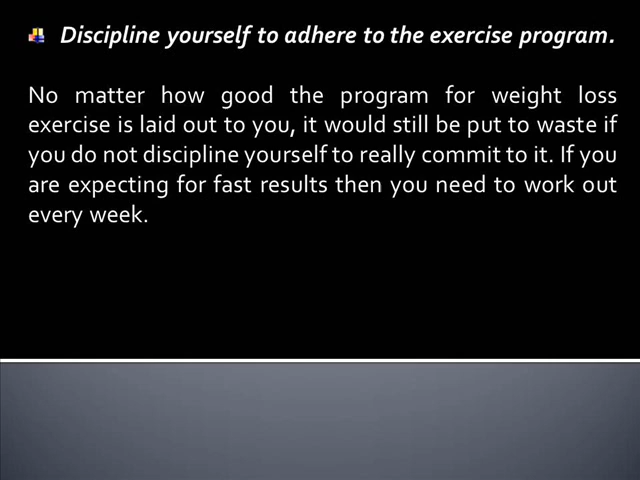 Discipline yourself to adhere to the exercise program.
No matter how good the program for weight loss
exercise is laid out to you, it would still be put to waste if
you do not discipline yourself to really commit to it. If you
are expecting for fast results then you need to work out
every week.